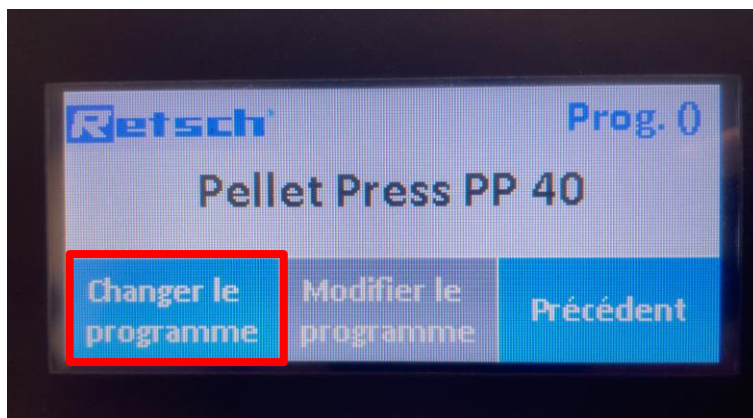 Retsch
Prog. 0
Pellet Press PP 40
Changer le
programme
Modifier le
programme
Précédent